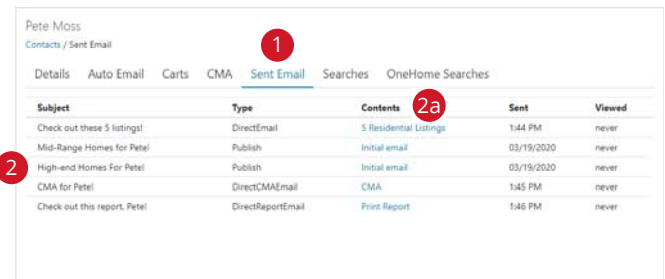 Pete Moss
Contacts / Sent Email
1
Details Auto Email Carts CMA Sent Email Searches OneHome Searches
2a
Subject Type Contents Sent Viewed
Check out these 5 listings! DirectEmail 5 Residential Listings 1:44 PM never
Mid-Range Homes for Pete! Publish Initial email 03/19/2020 never
2
High-end Homes For Pete! Publish Initial email 03/19/2020 never
CMA for Pete! DirectCMAEmail CMA 1:45 PM never
Check out this report, Pete! DirectReportEmail Print Report 1:46 PM never